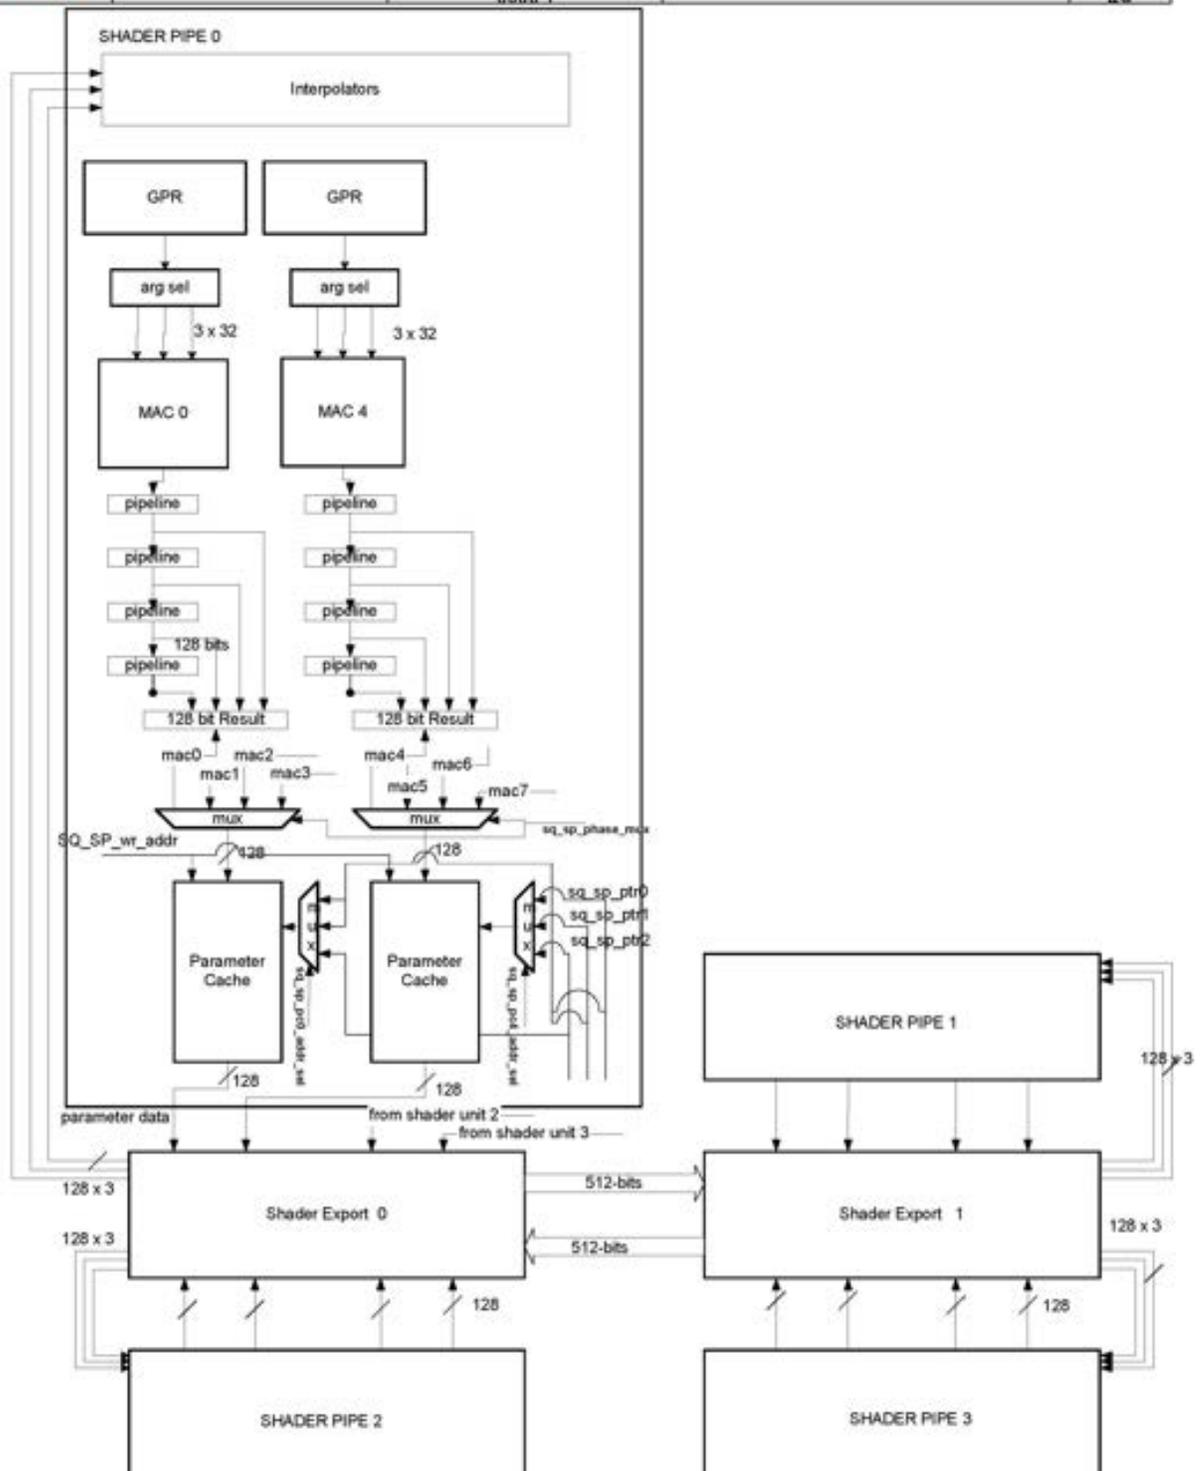 SHADER PIPE 0
Interpolators
GPR GPR
arg sel arg sel
3 x 32 3 x 32
MAC 0 MAC 4
pipeline pipeline
pipeline pipeline
pipeline pipeline
128 bits
pipeline pipeline
128 bit Result 128 bit Result
mac0 mac2 mac4 mac6
mac1 mac3 mac5 mac7
mux mux
sq_sp_phase_mux
SQ_SP_wr_addr
128 128
sq_sp_ptr0
sq_sp_ptr1
sq_sp_ptr2
m
u
x
m
u
x
Parameter
Cache
Parameter
Cache
128 128
parameter data
from shader unit 2
from shader unit 3
SHADER PIPE 1
128 x 3
128 x 3
Shader Export 0
512-bits
512-bits
Shader Export 1
128 x 3
128 x 3
128
128
SHADER PIPE 2
SHADER PIPE 3